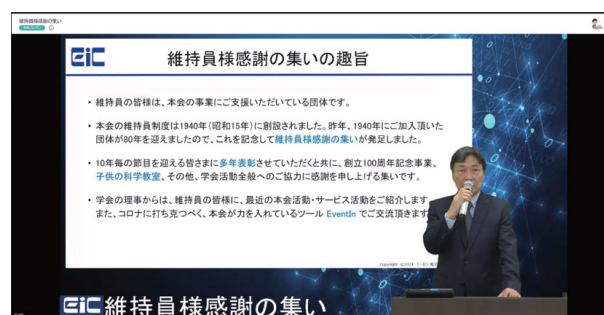 維持員様感謝の集い
EiC
維持員様感謝の集いの趣旨
• 維持員の皆様は、本会の事業にご支援いただいている団体です。
• 本会の維持員制度は1940年(昭和15年)に創設されました。昨年、1940年にご加入頂いた
団体が80年を迎えましたので、これを記念して維持員様感謝の集いが発足しました。
• 10年毎の節目を迎える皆さまに多年表彰させていただくと共に、創立100周年記念事業、
子供の科学教室、その他、学会活動全般へのご協力に感謝を申し上げる集いです。
• 学会の理事からは、維持員の皆様に、最近の本会活動・サービス活動をご紹介します
また、コロナに打ち克つべく、本会が力を入れているツール EventIn でご交流頂きます
Copyright
EiC 維持員様感謝の集い